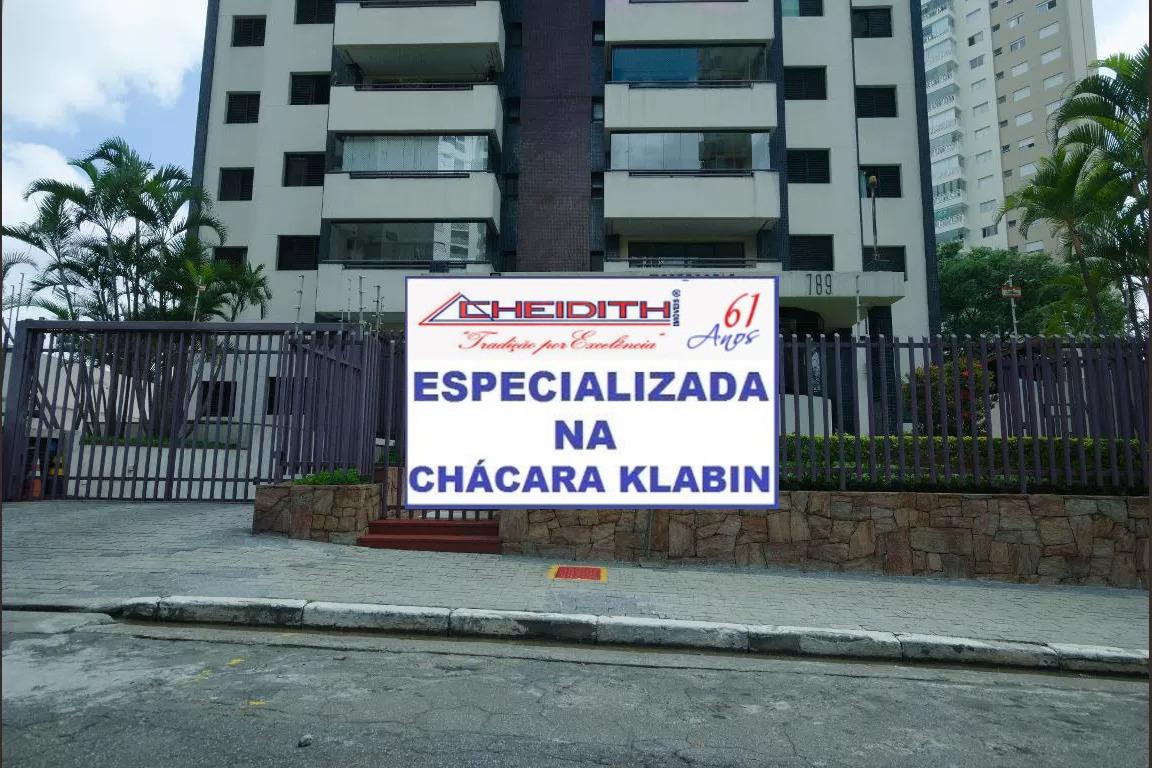 789
CHEIDITH IMÓVEIS ®
"Tradição por Excelência"
61
Anos
ESPECIALIZADA
NA
CHÁCARA KLABIN